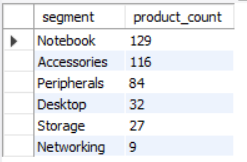 segment product_count
Notebook 129
Accessories 116
Peripherals 84
Desktop 32
Storage 27
Networking 9